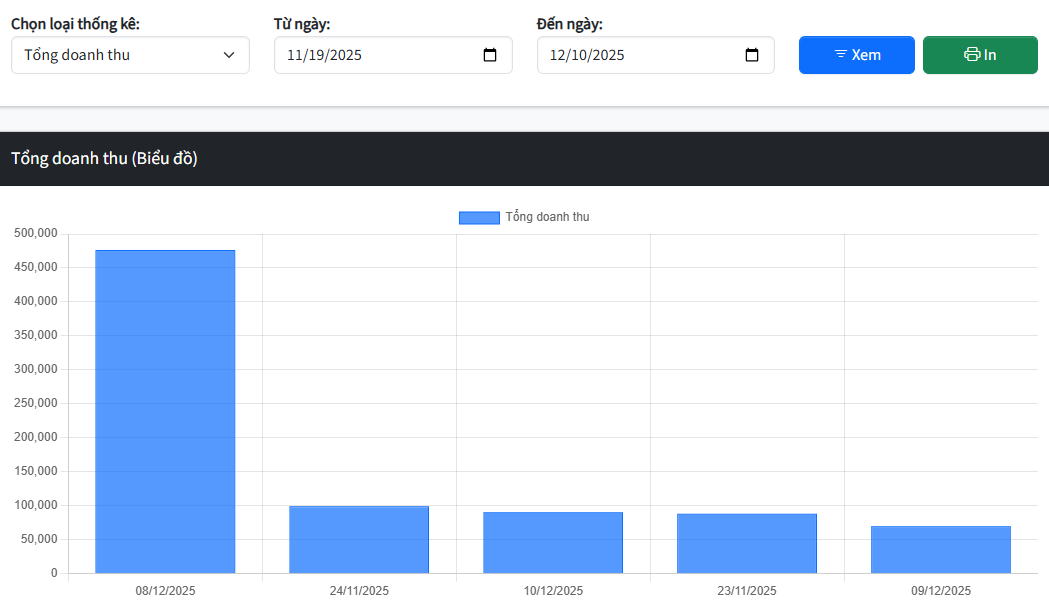 Chọn loại thống kê:
Từ ngày:
Đến ngày:
Tổng doanh thu
11/19/2025
12/10/2025
Xem
In
Tổng doanh thu (Biểu đồ)
Tổng doanh thu
500,000
450,000
400,000
350,000
300,000
250,000
200,000
150,000
100,000
50,000
0
08/12/2025
24/11/2025
10/12/2025
23/11/2025
09/12/2025